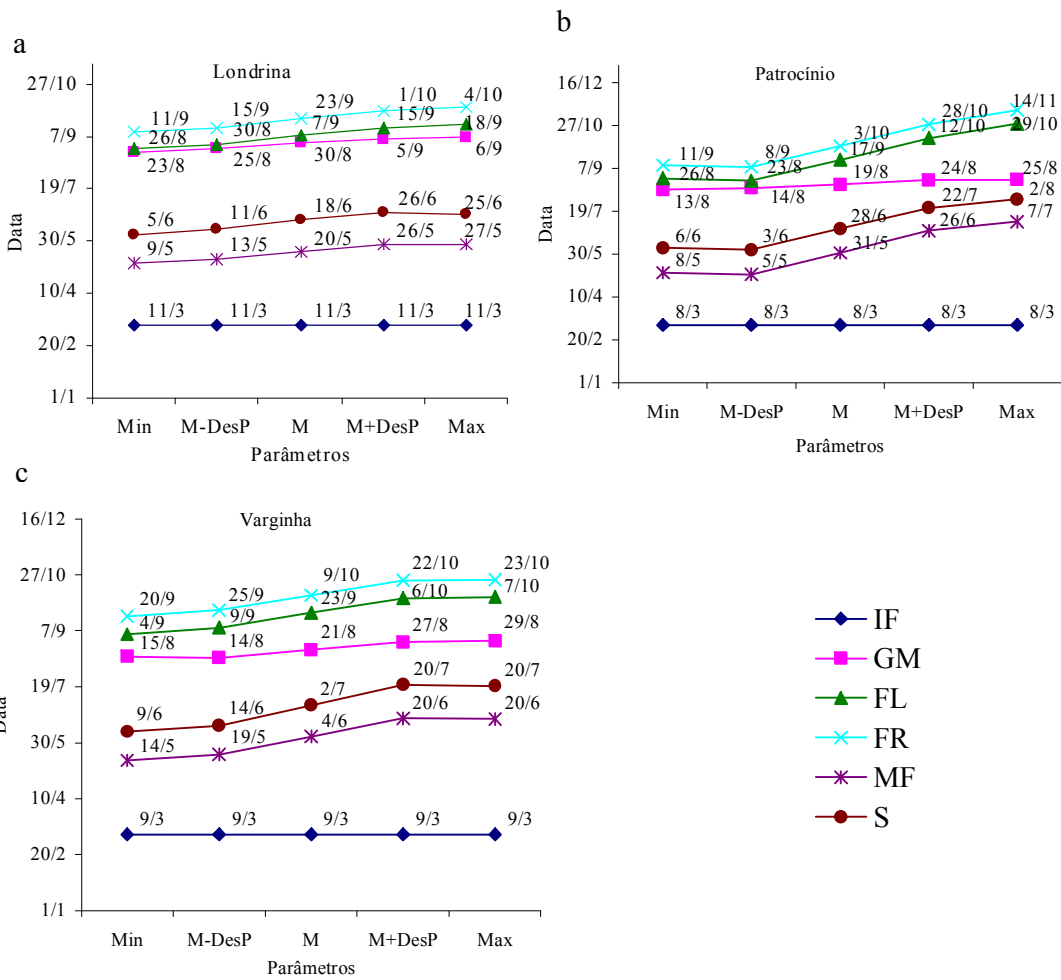 a
Londrina
27/10
7/9
19/7
30/5
10/4
20/2
1/1
Data
11/9 15/9 23/9 1/10 4/10
26/8 30/8 7/9 15/9 18/9
23/8 25/8 30/8 5/9 6/9
5/6 11/6 18/6 26/6 25/6
9/5 13/5 20/5 26/5 27/5
11/3 11/3 11/3 11/3 11/3
Min M-DesP M M+DesP Max
Parâmetros
b
Patrocínio
16/12
27/10
7/9
19/7
30/5
10/4
20/2
1/1
Data
11/9 8/9 3/10 28/10 14/11
26/8 23/8 17/9 12/10 29/10
13/8 14/8 19/8 24/8 25/8
6/6 3/6 28/6 22/7 2/8
8/5 5/5 31/5 26/6 7/7
8/3 8/3 8/3 8/3 8/3
Min M-DesP M M+DesP Max
Parâmetros
c
Varginha
16/12
27/10
7/9
19/7
30/5
10/4
20/2
1/1
Data
20/9 25/9 9/10 22/10 23/10
4/9 9/9 23/9 6/10 7/10
15/8 14/8 21/8 27/8 29/8
9/6 14/6 2/7 20/7 20/7
14/5 19/5 4/6 20/6 20/6
9/3 9/3 9/3 9/3 9/3
Min M-DesP M M+DesP Max
Parâmetros
IF
GM
FL
FR
MF
S